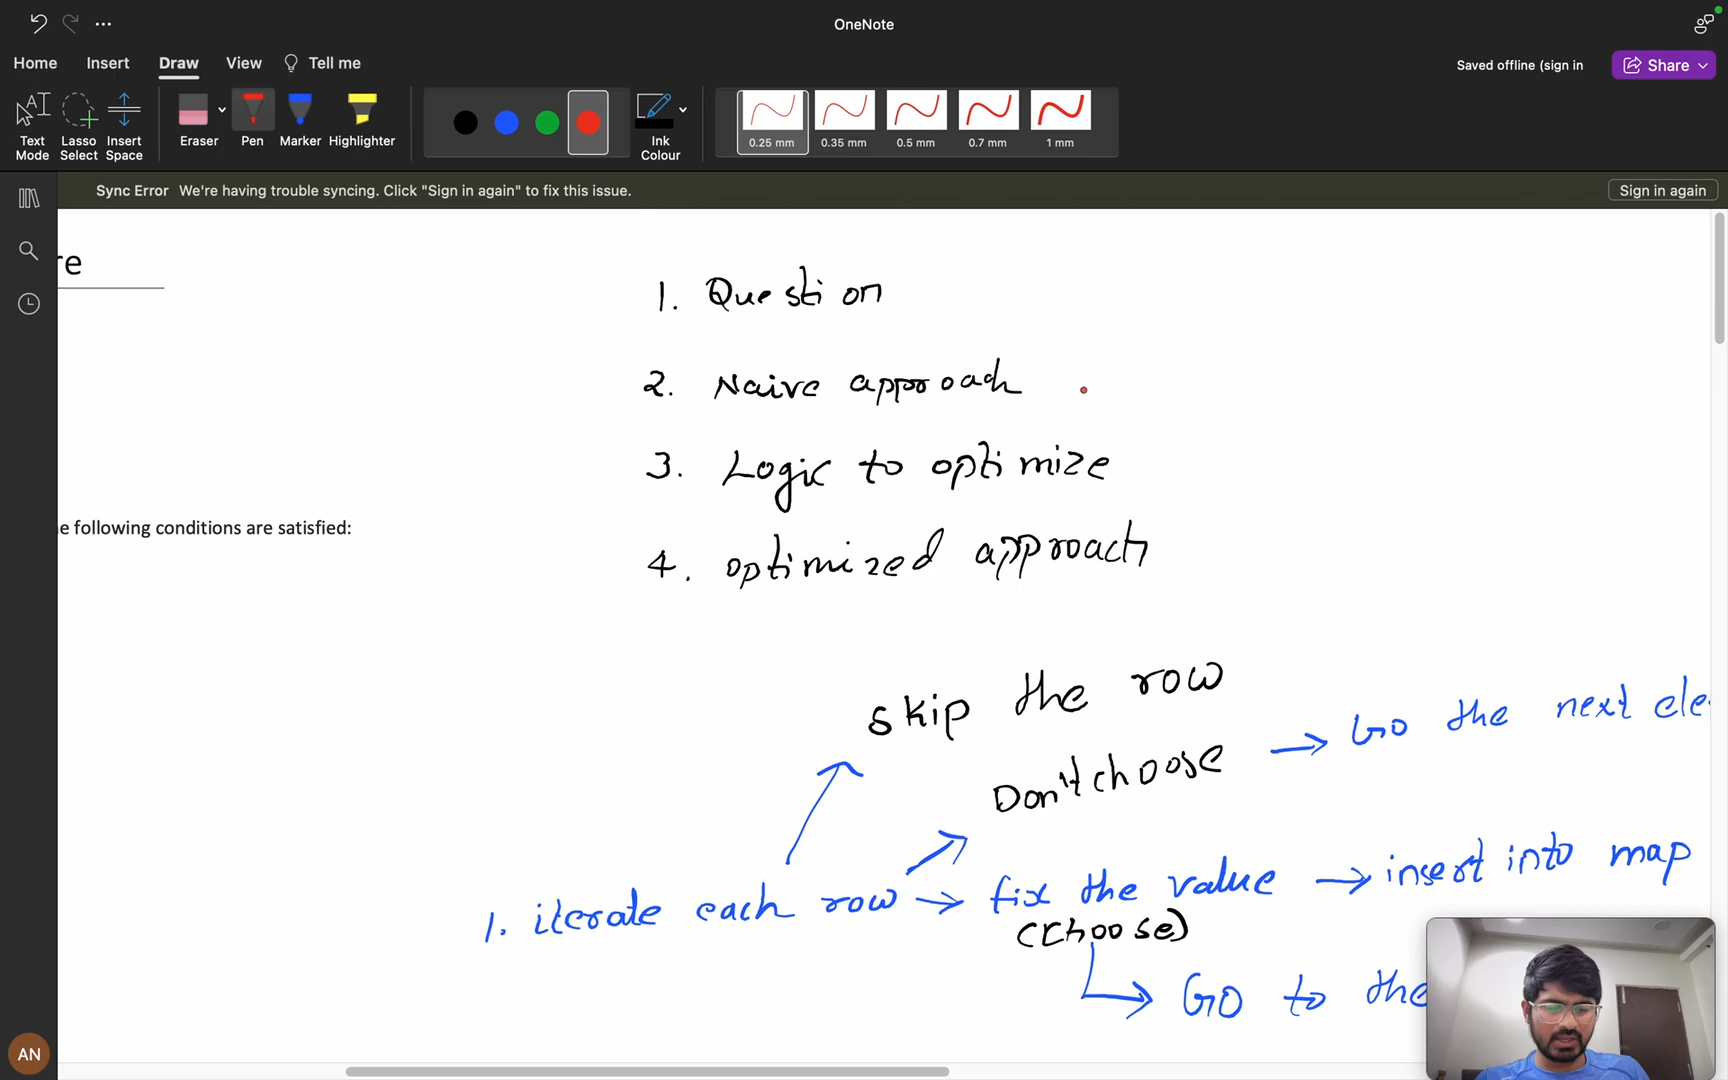 OneNote
Home Insert Draw View Tell me
Saved offline (sign in
Share
Text Mode
Lasso Select
Insert Space
Eraser
Pen
Marker
Highlighter
Ink Colour
0.25 mm
0.35 mm
0.5 mm
0.7 mm
1 mm
Sync Error We're having trouble syncing. Click "Sign in again" to fix this issue.
Sign in again
re
1. Question
2. Naive approach
3. Logic to optimize
e following conditions are satisfied:
4. optimized approach
skip the row
Don't choose → Go the next ele
1. iterate each row → fix the value → insert into map
(choose)
Go to the
AN